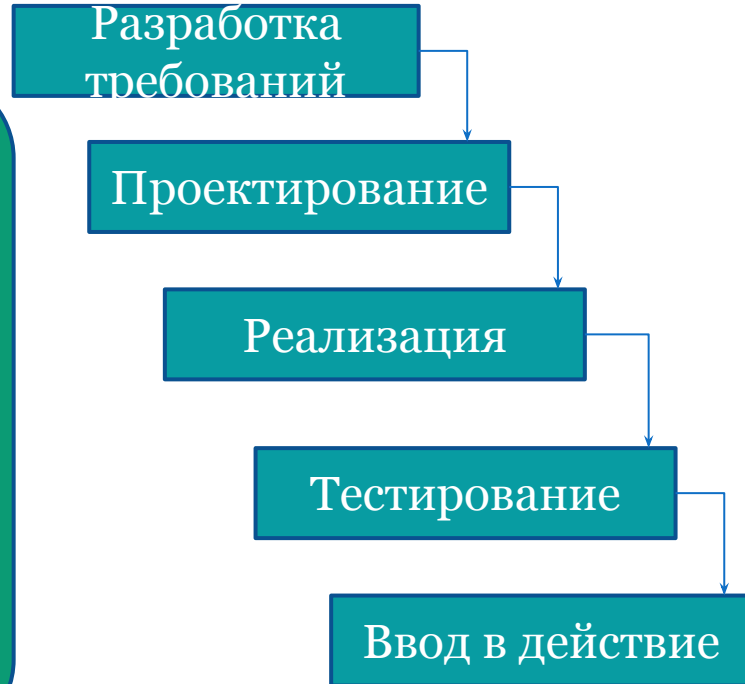 Разработка
требований
Проектирование
Реализация
Тестирование
Ввод в действие